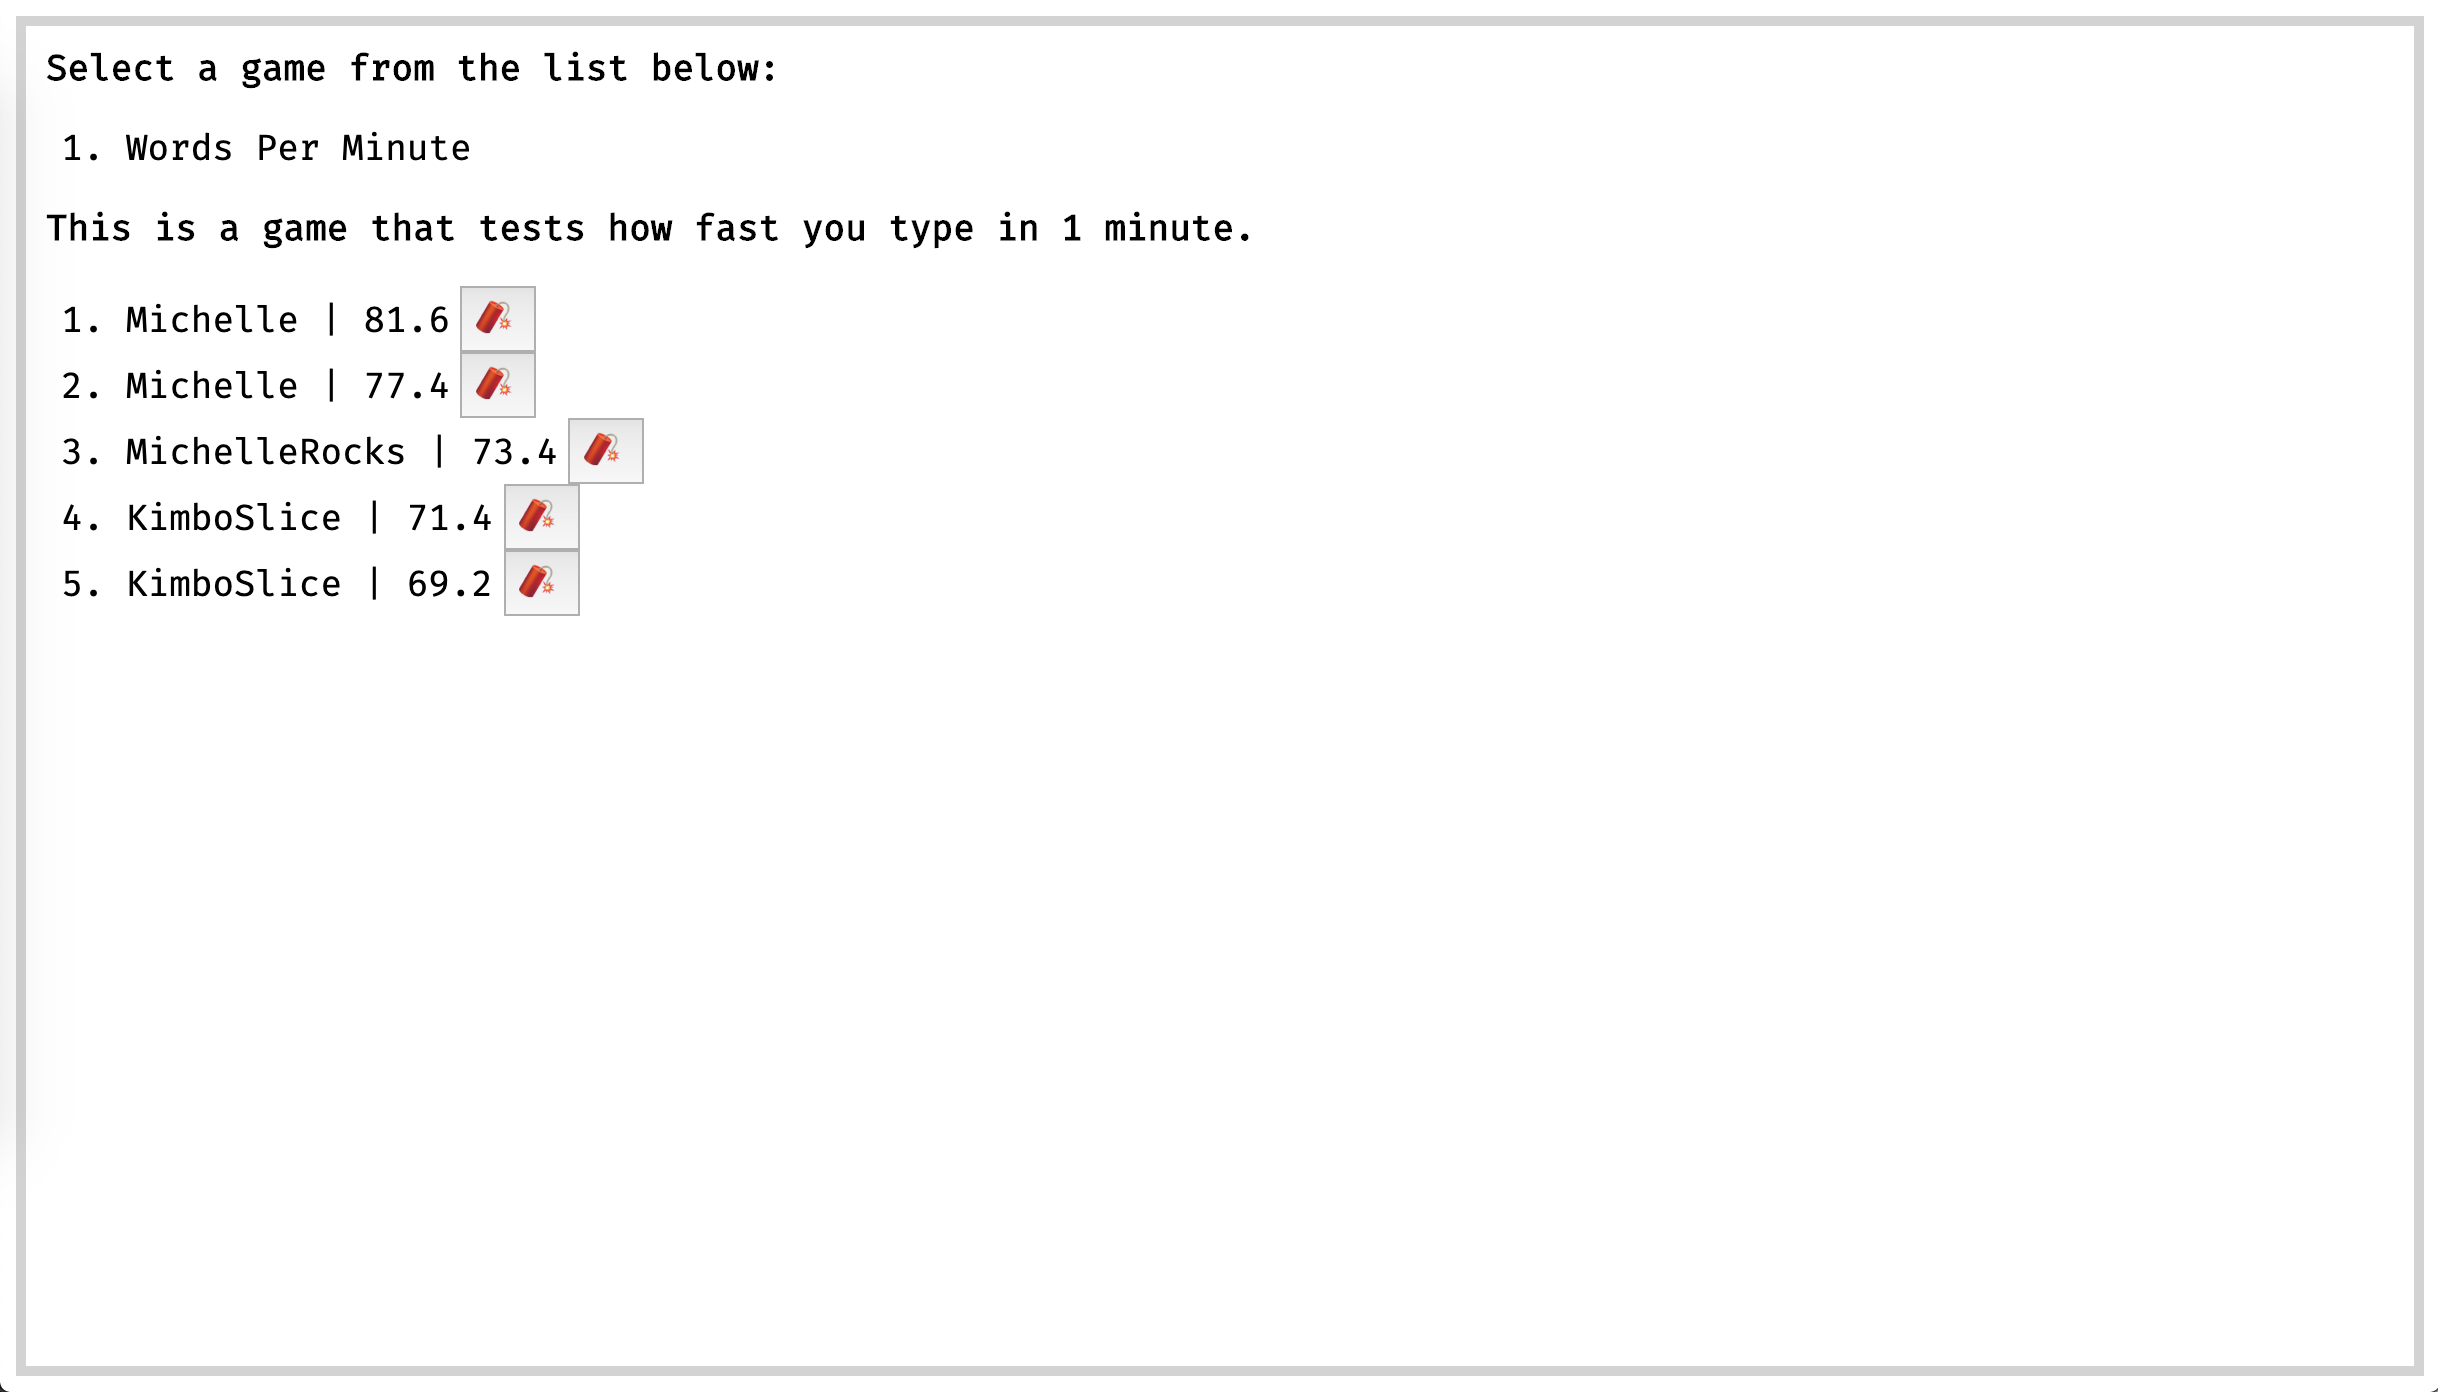 Select a game from the list below:
1. Words Per Minute
This is a game that tests how fast you type in 1 minute.
1. Michelle | 81.6 🧨
2. Michelle | 77.4 🧨
3. MichelleRocks | 73.4 🧨
4. KimboSlice | 71.4 🧨
5. KimboSlice | 69.2 🧨